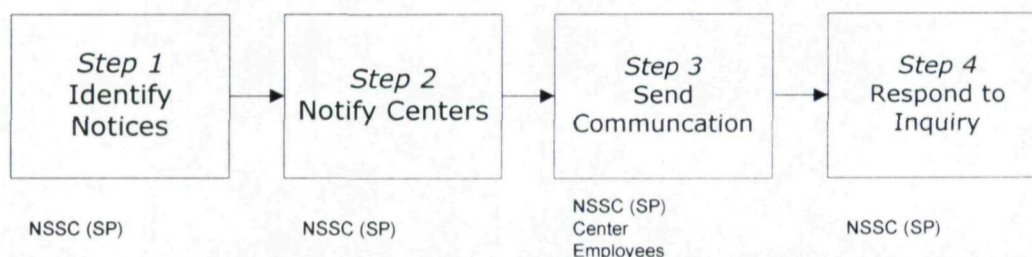 Step 1
Identify
Notices
Step 2
Notify Centers
Step 3
Send
Communcation
Step 4
Respond to
Inquiry
NSSC (SP)
NSSC (SP)
NSSC (SP)
Center
Employees
NSSC (SP)